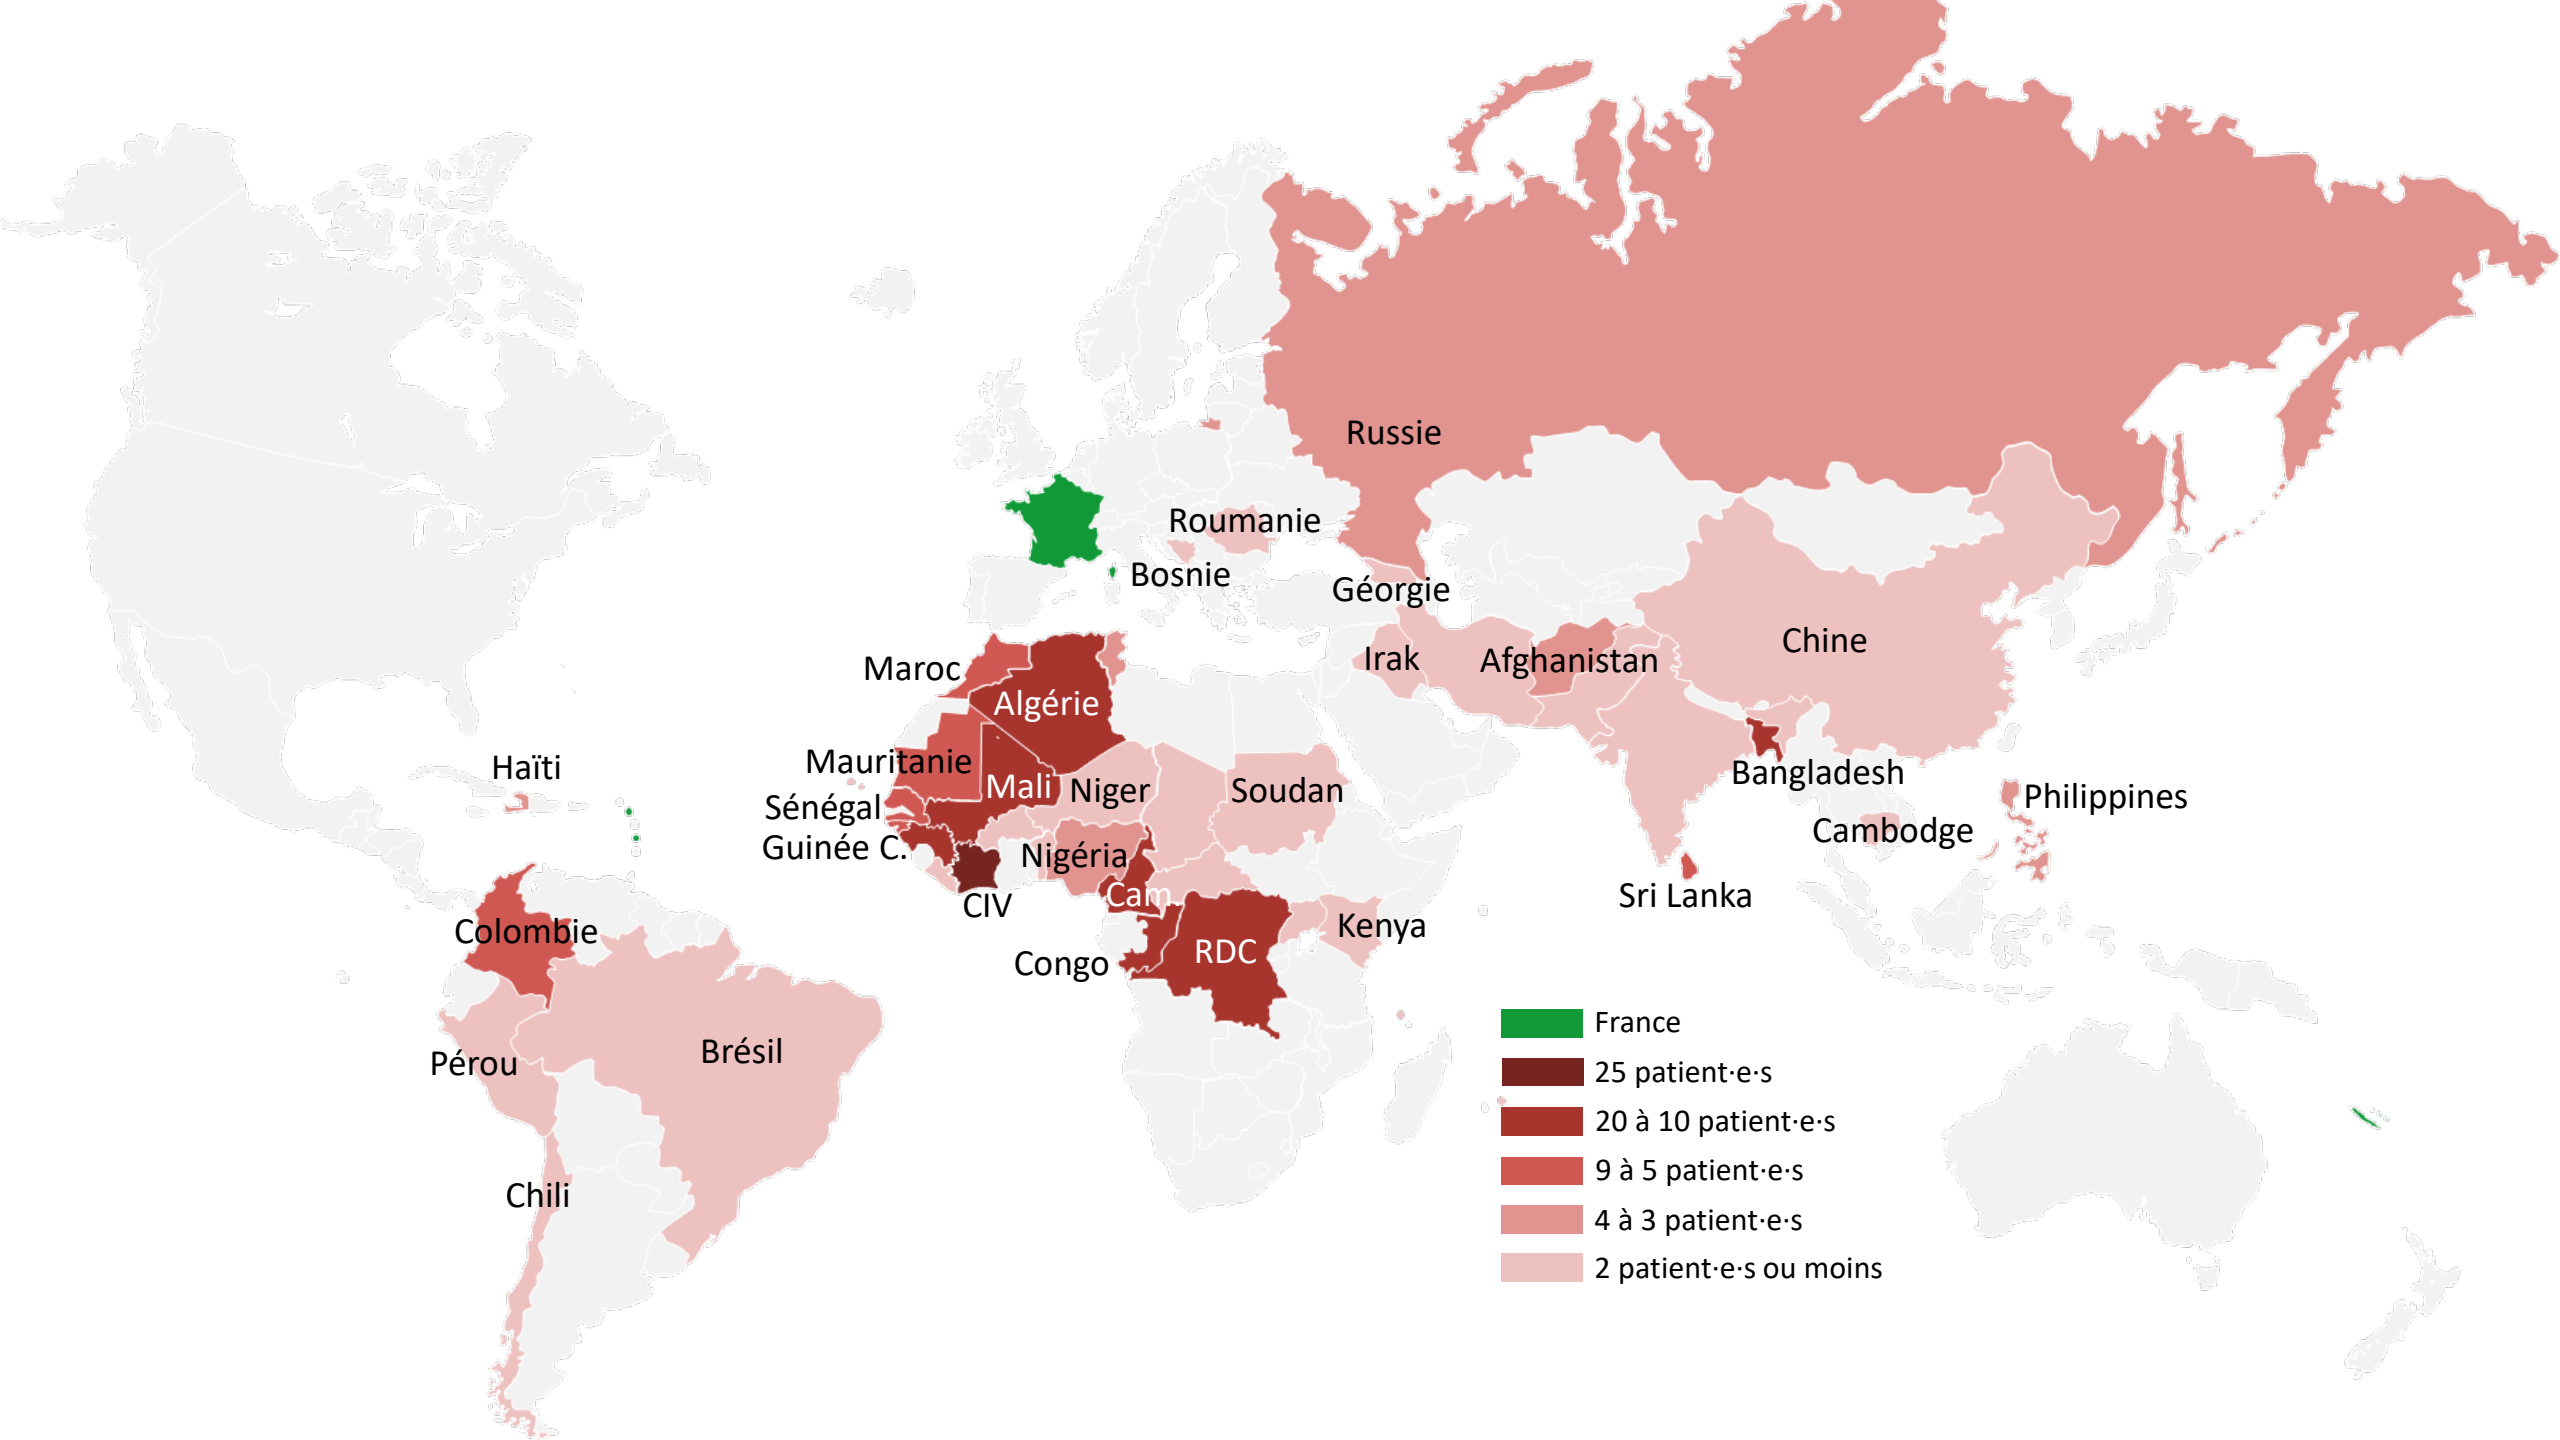 Russie
Roumanie
Bosnie
Géorgie
Chine
Irak
Afghanistan
Maroc
Algérie
Haïti
Mauritanie
Mali
Niger
Soudan
Bangladesh
Philippines
Sénégal
Guinée C.
Nigéria
Cambodge
CIV
Cam.
Sri Lanka
Colombie
Kenya
Congo
RDC
Pérou
Brésil
Chili
France
25 patient·e·s
20 à 10 patient·e·s
9 à 5 patient·e·s
4 à 3 patient·e·s
2 patient·e·s ou moins